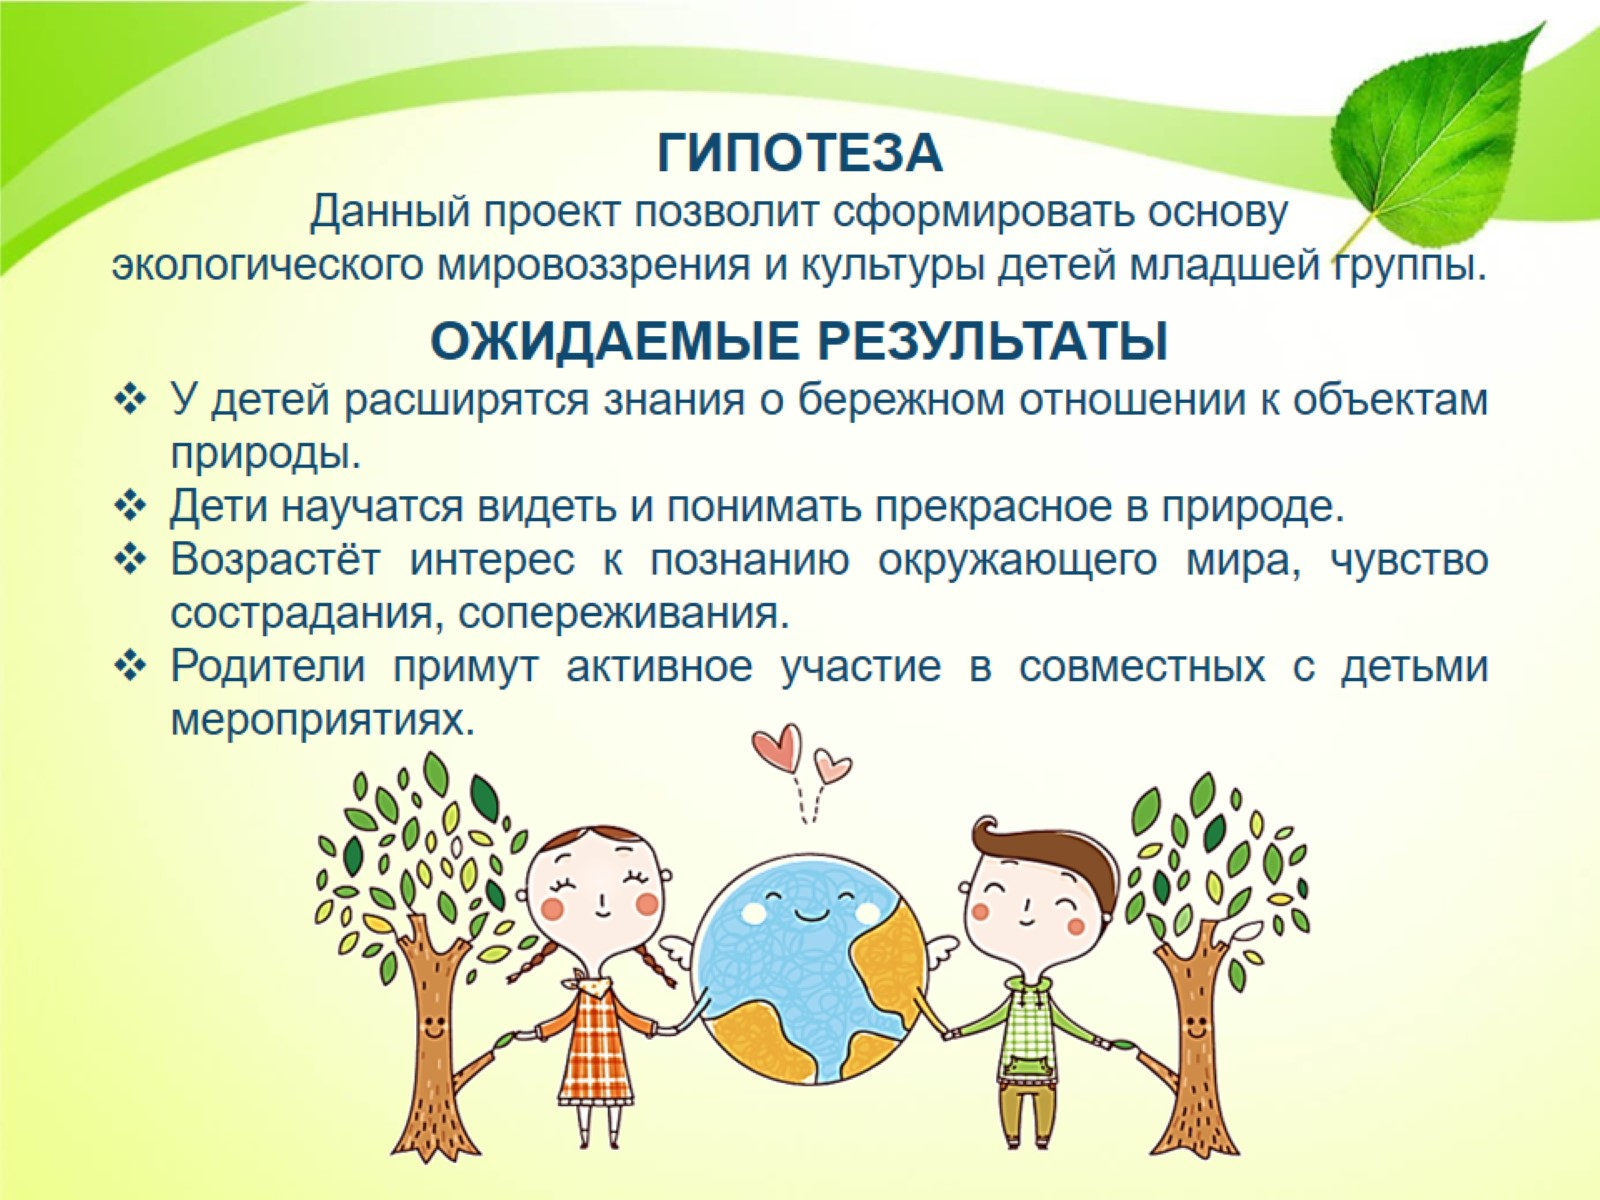 ГИПОТЕЗА
Данный проект позволит сформировать основу
экологического мировоззрения и культуры детей младшей группы.
ОЖИДАЕМЫЕ РЕЗУЛЬТАТЫ
❖ У детей расширятся знания о бережном отношении к объектам
природы.
❖ Дети научатся видеть и понимать прекрасное в природе.
❖ Возрастёт интерес к познанию окружающего мира, чувство
сострадания, сопереживания.
❖ Родители примут активное участие в совместных с детьми
мероприятиях.